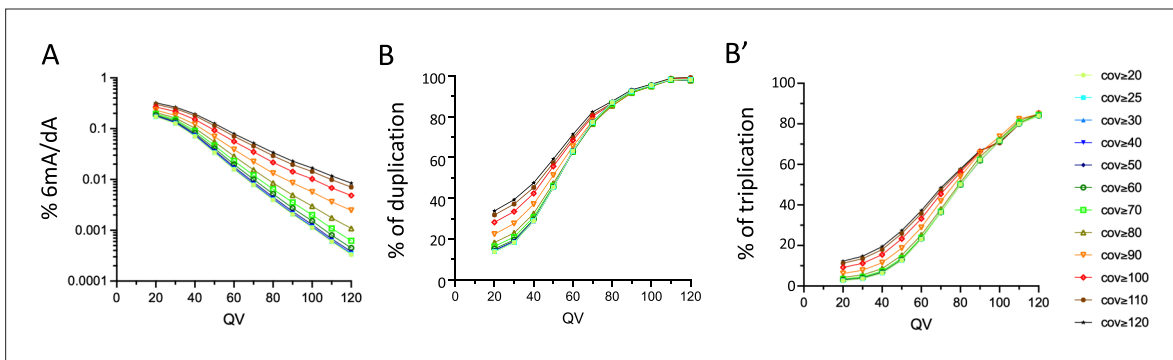 A
% 6mA/dA
1
0.1
0.01
0.001
0.0001
0 20 40 60 80 100 120
QV
B
% of duplication
100
80
60
40
20
0
0 20 40 60 80 100 120
QV
B’
% of triplication
100
80
60
40
20
0
0 20 40 60 80 100 120
QV
cov≥20
cov≥25
cov≥30
cov≥40
cov≥50
cov≥60
cov≥70
cov≥80
cov≥90
cov≥100
cov≥110
cov≥120